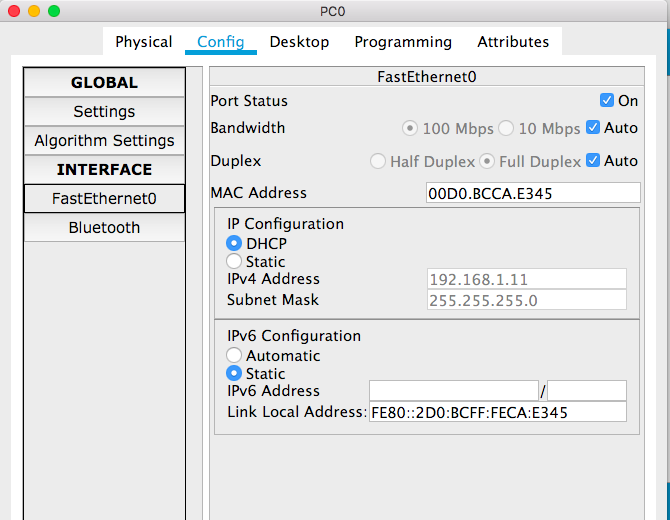 PC0
Physical Config Desktop Programming Attributes
GLOBAL
Settings
Algorithm Settings
INTERFACE
FastEthernet0
Bluetooth
FastEthernet0
Port Status On
Bandwidth 100 Mbps 10 Mbps Auto
Duplex Half Duplex Full Duplex Auto
MAC Address 00D0.BCCA.E345
IP Configuration
DHCP
Static
IPv4 Address 192.168.1.11
Subnet Mask 255.255.255.0
IPv6 Configuration
Automatic
Static
IPv6 Address /
Link Local Address: FE80::2D0:BCFF:FECA:E345